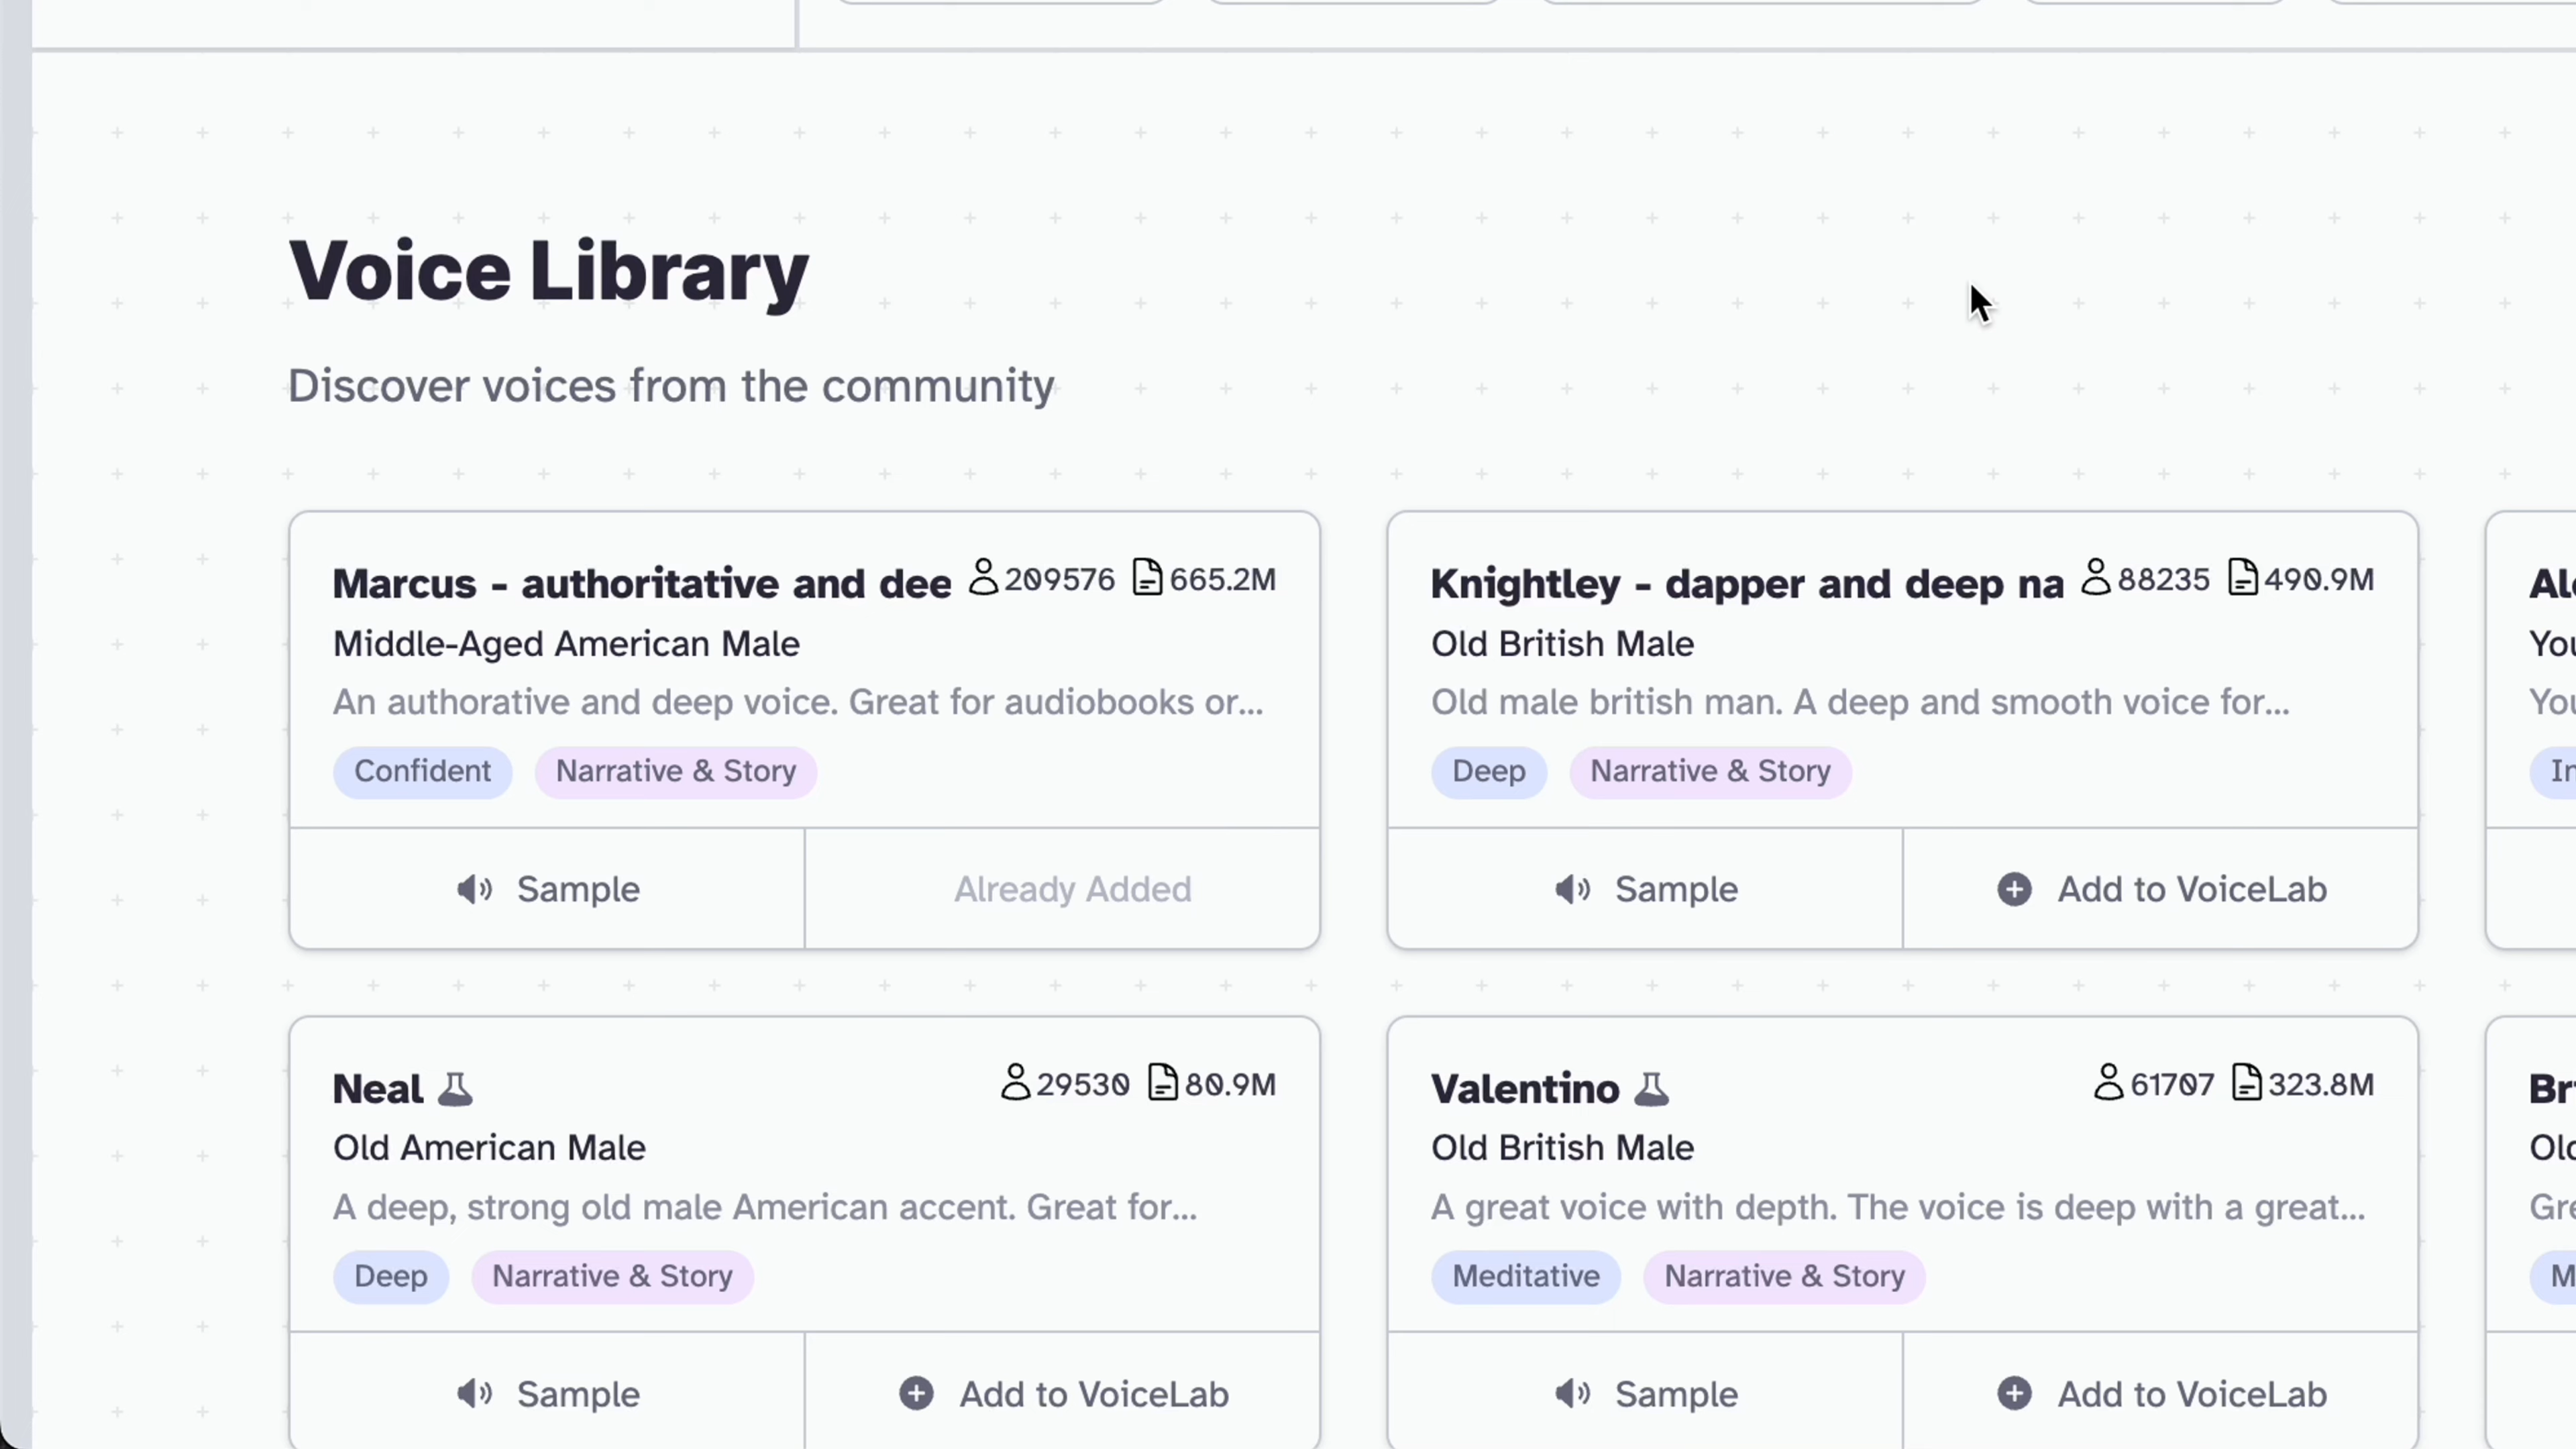 Voice Library
Discover voices from the community
Marcus - authoritative and dee 209576 665.2M
Middle-Aged American Male
An authorative and deep voice. Great for audiobooks or...
Confident Narrative & Story
Sample Already Added
Knightley - dapper and deep na 88235 490.9M
Old British Male
Old male british man. A deep and smooth voice for...
Deep Narrative & Story
Sample Add to VoiceLab
Neal 29530 80.9M
Old American Male
A deep, strong old male American accent. Great for...
Deep Narrative & Story
Sample Add to VoiceLab
Valentino 61707 323.8M
Old British Male
A great voice with depth. The voice is deep with a great...
Meditative Narrative & Story
Sample Add to VoiceLab